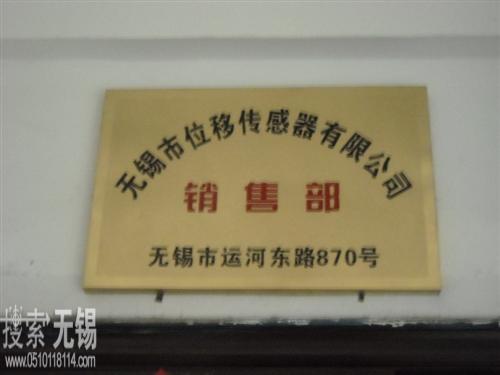 无锡市位移传感器有限公司
销售部
无锡市运河东路870号
搜索无锡
www.0510118114.com